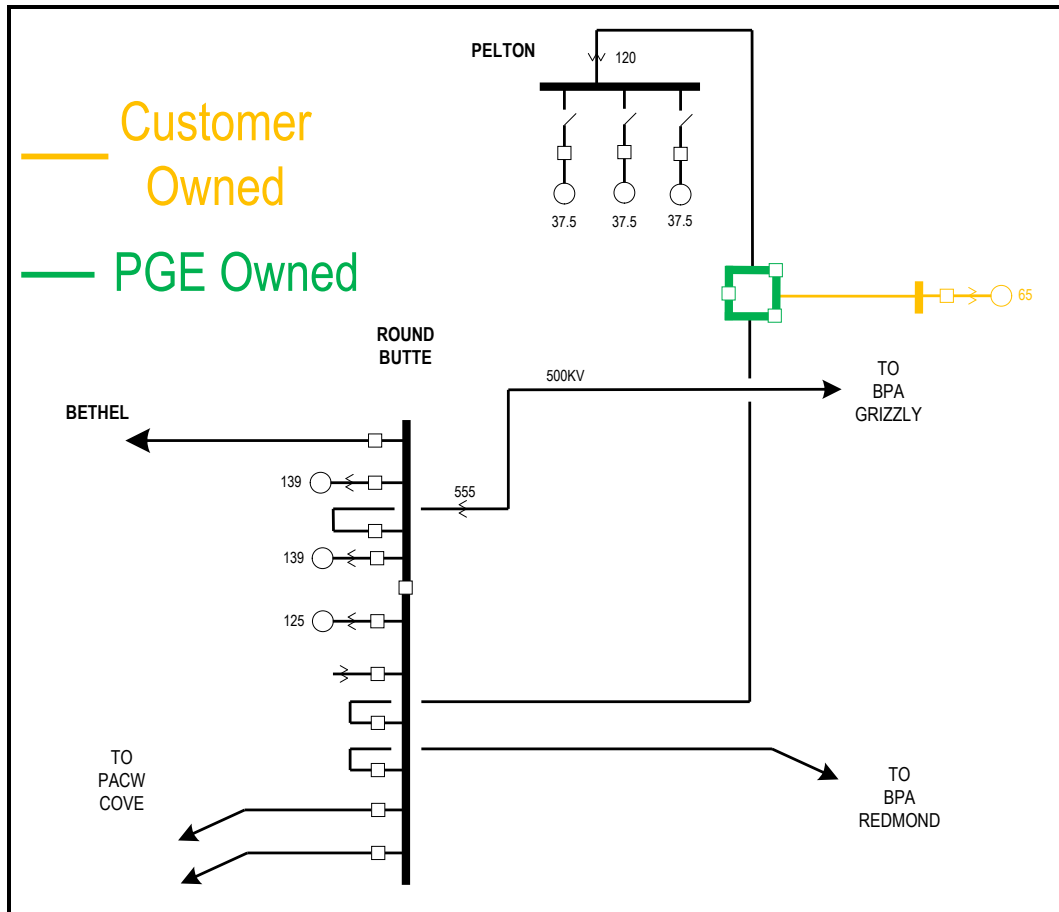 PELTON
120
Customer
Owned
37.5
37.5
37.5
PGE Owned
65
ROUND
BUTTE
500KV
TO
BPA
GRIZZLY
BETHEL
139
555
139
125
TO
PACW
COVE
TO
BPA
REDMOND